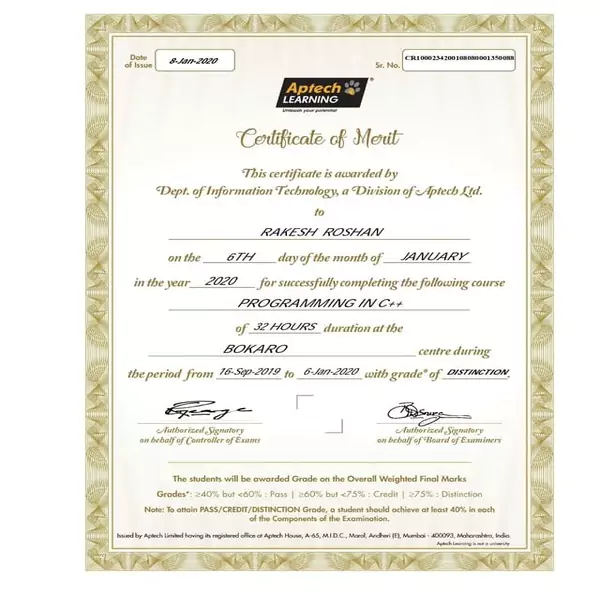 Date of Issue 8-Jan-2020
Sr. No. CR1000234200108080001350088
Aptech
LEARNING
Unleash your potential
Certificate of Merit
This certificate is awarded by
Dept. of Information Technology, a Division of Aptech Ltd.
to
RAKESH ROSHAN
on the 6TH day of the month of JANUARY
in the year 2020 for successfully completing the following course
PROGRAMMING IN C++
of 32 HOURS duration at the
BOKARO centre during
the period from 16-Sep-2019 to 6-Jan-2020 with grade* of DISTINCTION.
Authorized Signatory
on behalf of Controller of Exams
Authorized Signatory
on behalf of Board of Examiners
The students will be awarded Grade on the Overall Weighted Final Marks
Grades*: ≥40% but <60% : Pass | ≥60% but <75% : Credit | ≥75% : Distinction
Note: To attain PASS/CREDIT/DISTINCTION Grade, a student should achieve at least 40% in each
of the Components of the Examination.
Issued by Aptech Limited having its registered office at Aptech House, A-65, M.I.D.C., Marol, Andheri (E), Mumbai - 400093, Maharashtra, India.
Aptech Learning is not a university